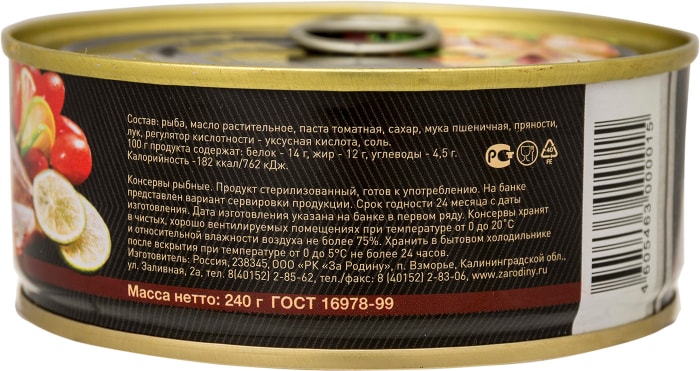 Состав: рыба, масло растительное, паста томатная, сахар, мука пшеничная, пряности,
лук, регулятор кислотности - уксусная кислота, соль.
100 г продукта содержат: белок - 14 г, жир - 12 г, углеводы - 4,5 г.
Калорийность -182 ккал/762 кДж.
РСТ
40
FE
Консервы рыбные. Продукт стерилизованный, готов к употреблению. На банке
представлен вариант сервировки продукции. Срок годности 24 месяца с даты
изготовления. Дата изготовления указана на банке в первом ряду. Консервы хранят
в чистых, хорошо вентилируемых помещениях при температуре от 0 до 20°С
и относительной влажности воздуха не более 75%. Хранить в бытовом холодильнике
после вскрытия при температуре от 0 до 5°С не более 24 часов.
Изготовитель: Россия, 238345, ООО «РК «За Родину», п. Взморье, Калининградской обл.,
ул. Заливная, 2а, тел. 8(40152) 2-85-62, тел./факс: 8 (40152) 2-83-06, www.zarodiny.ru
Масса нетто: 240 г ГОСТ 16978-99
4 605463 000015